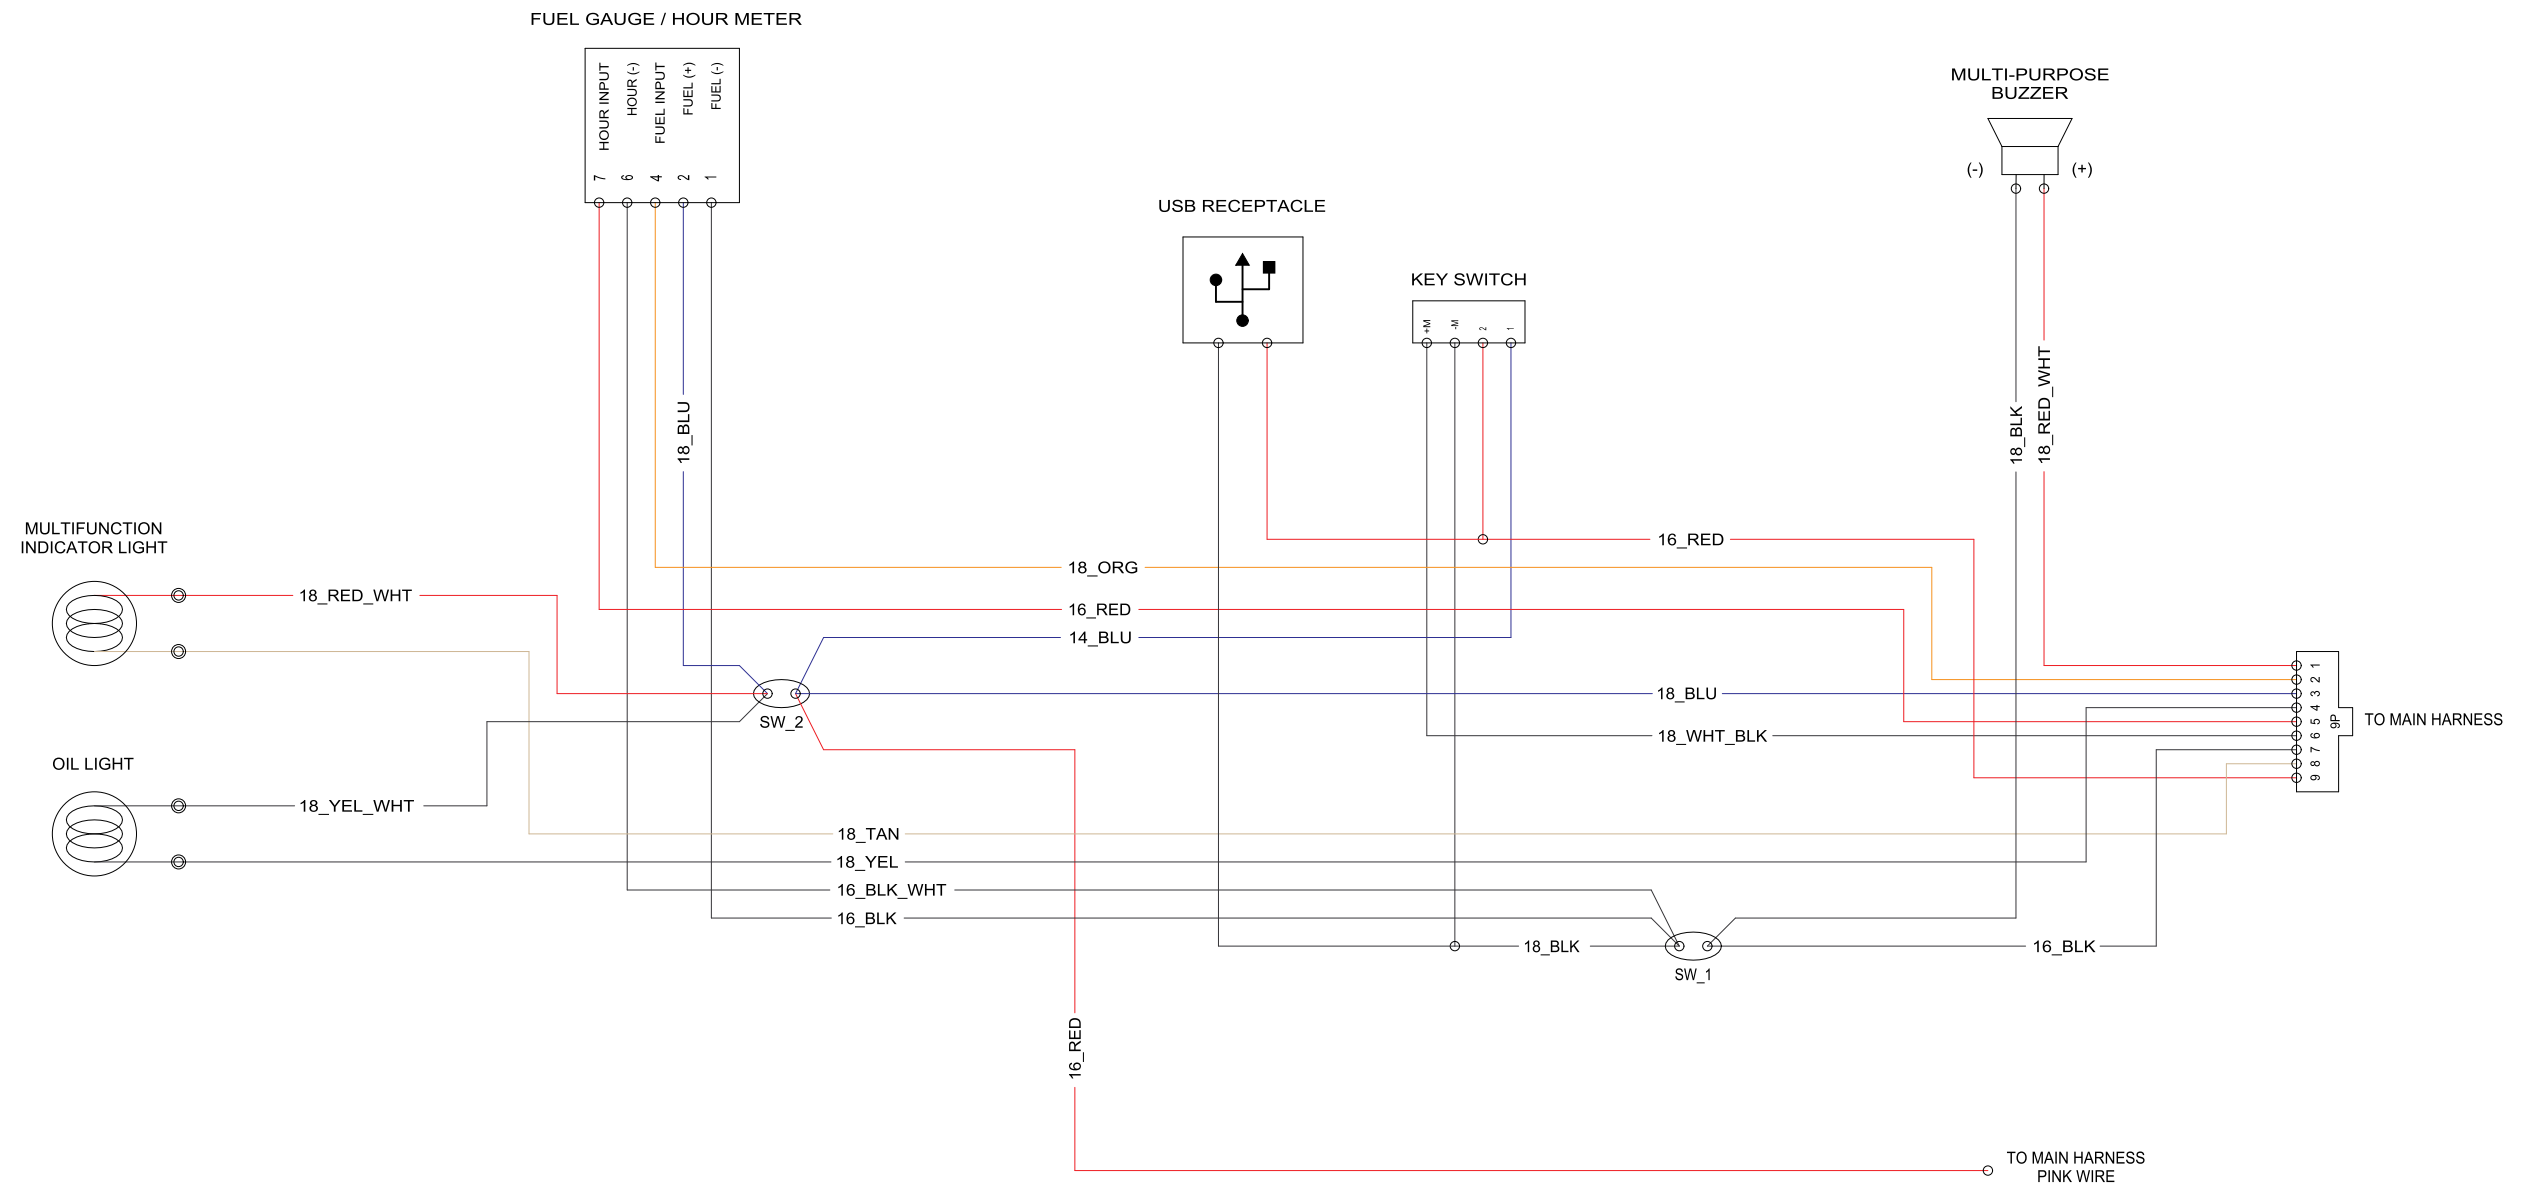 FUEL GAUGE / HOUR METER
HOUR INPUT
HOUR (-)
FUEL INPUT
FUEL (+)
FUEL (-)
7
6
4
2
1
MULTI-PURPOSE
BUZZER
(-)
(+)
USB RECEPTACLE
KEY SWITCH
+M
-M
2
1
18_BLU
18_BLK
18_RED_WHT
MULTIFUNCTION
INDICATOR LIGHT
16_RED
18_ORG
18_RED_WHT
16_RED
14_BLU
18_BLU
SW_2
18_WHT_BLK
1
2
3
4
5
6
7
8
9
9P
TO MAIN HARNESS
OIL LIGHT
18_YEL_WHT
18_TAN
18_YEL
16_BLK_WHT
16_BLK
18_BLK
16_BLK
SW_1
16_RED
TO MAIN HARNESS
PINK WIRE